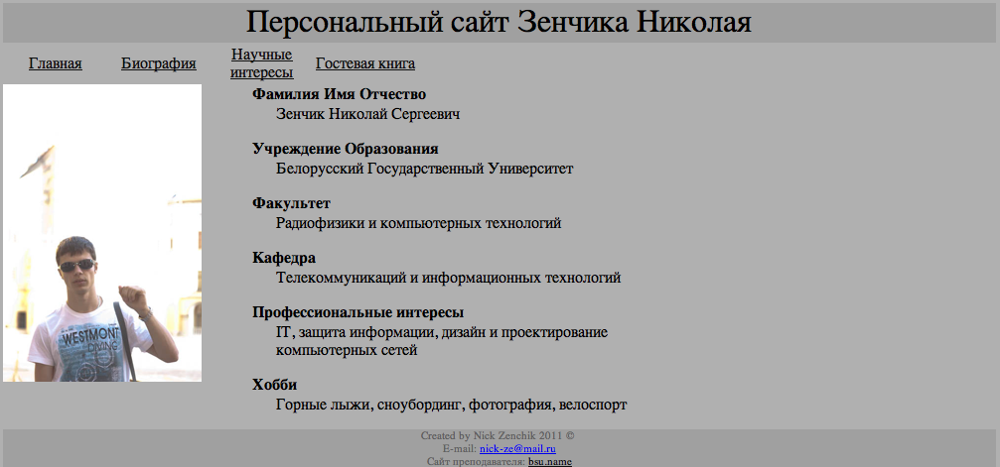 Персональный сайт Зенчика Николая
Главная Биография Научные интересы Гостевая книга
Фамилия Имя Отчество
Зенчик Николай Сергеевич
Учреждение Образования
Белорусский Государственный Университет
Факультет
Радиофизики и компьютерных технологий
Кафедра
Телекоммуникаций и информационных технологий
Профессиональные интересы
IT, защита информации, дизайн и проектирование
компьютерных сетей
Хобби
Горные лыжи, сноубординг, фотография, велоспорт
WESTMONT
DIVING
Created by Nick Zenchik 2011 ©
E-mail: nick-ze@mail.ru
Сайт преподавателя: bsu.name